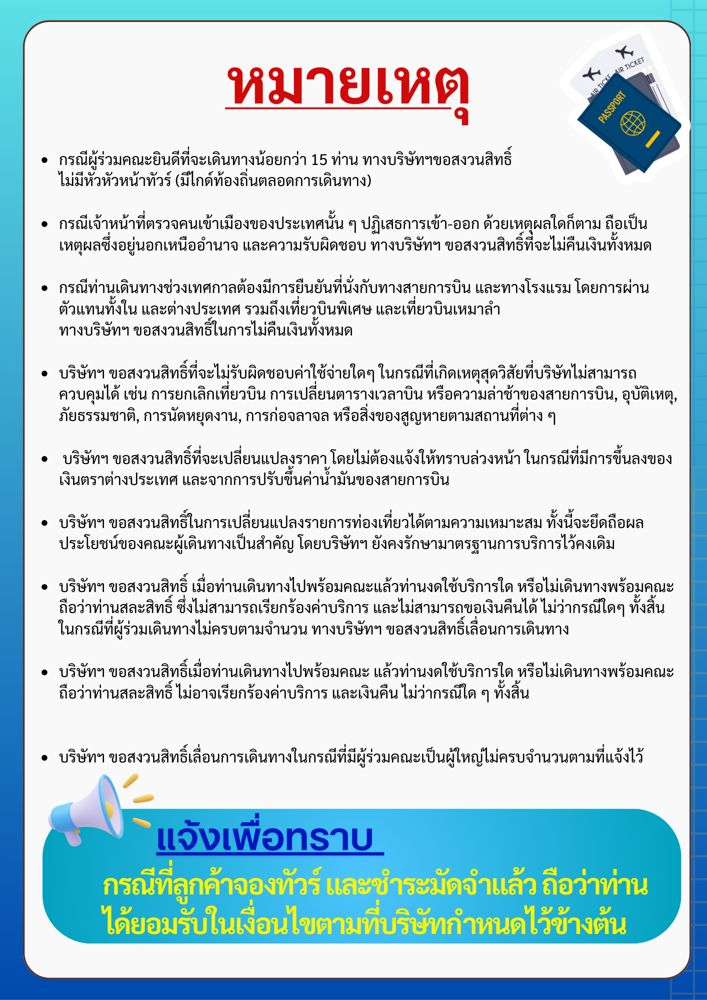 หมายเหตุ
AIR TICKET
AIR TICKE
PASSPORT
• กรณีผู้ร่วมคณะยินดีที่จะเดินทางน้อยกว่า 15 ท่าน ทางบริษัทฯขอสงวนสิทธิ์
ไม่มีหัวหัวหน้าทัวร์ (มีไกด์ท้องถิ่นตลอดการเดินทาง)
• กรณีเจ้าหน้าที่ตรวจคนเข้าเมืองของประเทศนั้น ๆ ปฏิเสธการเข้า-ออก ด้วยเหตุผลใดก็ตาม ถือเป็น
เหตุผลซึ่งอยู่นอกเหนืออำนาจ และความรับผิดชอบ ทางบริษัทฯ ขอสงวนสิทธิ์ที่จะไม่คืนเงินทั้งหมด
• กรณีท่านเดินทางช่วงเทศกาลต้องมีการยืนยันที่นั่งกับทางสายการบิน และทางโรงแรม โดยการผ่าน
ตัวแทนทั้งใน และต่างประเทศ รวมถึงเที่ยวบินพิเศษ และเที่ยวบินเหมาลำ
ทางบริษัทฯ ขอสงวนสิทธิ์ในการไม่คืนเงินทั้งหมด
• บริษัทฯ ขอสงวนสิทธิ์ที่จะไม่รับผิดชอบค่าใช้จ่ายใดๆ ในกรณีที่เกิดเหตุสุดวิสัยที่บริษัทไม่สามารถ
ควบคุมได้ เช่น การยกเลิกเที่ยวบิน การเปลี่ยนตารางเวลาบิน หรือความล่าช้าของสายการบิน, อุบัติเหตุ,
ภัยธรรมชาติ, การนัดหยุดงาน, การก่อจลาจล หรือสิ่งของสูญหายตามสถานที่ต่าง ๆ
• บริษัทฯ ขอสงวนสิทธิ์ที่จะเปลี่ยนแปลงราคา โดยไม่ต้องแจ้งให้ทราบล่วงหน้า ในกรณีที่มีการขึ้นลงของ
เงินตราต่างประเทศ และจากการปรับขึ้นค่าน้ำมันของสายการบิน
• บริษัทฯ ขอสงวนสิทธิ์ในการเปลี่ยนแปลงรายการท่องเที่ยวได้ตามความเหมาะสม ทั้งนี้จะยึดถือผล
ประโยชน์ของคณะผู้เดินทางเป็นสำคัญ โดยบริษัทฯ ยังคงรักษามาตรฐานการบริการไว้คงเดิม
• บริษัทฯ ขอสงวนสิทธิ์ เมื่อท่านเดินทางไปพร้อมคณะแล้วท่านงดใช้บริการใด หรือไม่เดินทางพร้อมคณะ
ถือว่าท่านสละสิทธิ์ ซึ่งไม่สามารถเรียกร้องค่าบริการ และไม่สามารถขอเงินคืนได้ ไม่ว่ากรณีใดๆ ทั้งสิ้น
ในกรณีที่ผู้ร่วมเดินทางไม่ครบตามจำนวน ทางบริษัทฯ ขอสงวนสิทธิ์เลื่อนการเดินทาง
• บริษัทฯ ขอสงวนสิทธิ์เมื่อท่านเดินทางไปพร้อมคณะ แล้วท่านงดใช้บริการใด หรือไม่เดินทางพร้อมคณะ
ถือว่าท่านสละสิทธิ์ ไม่อาจเรียกร้องค่าบริการ และเงินคืน ไม่ว่ากรณีใด ๆ ทั้งสิ้น
• บริษัทฯ ขอสงวนสิทธิ์เลื่อนการเดินทางในกรณีที่มีผู้ร่วมคณะเป็นผู้ใหญ่ไม่ครบจำนวนตามที่แจ้งไว้
แจ้งเพื่อทราบ
กรณีที่ลูกค้าจองทัวร์ และชำระมัดจำแล้ว ถือว่าท่าน
ได้ยอมรับในเงื่อนไขตามที่บริษัทกำหนดไว้ข้างต้น